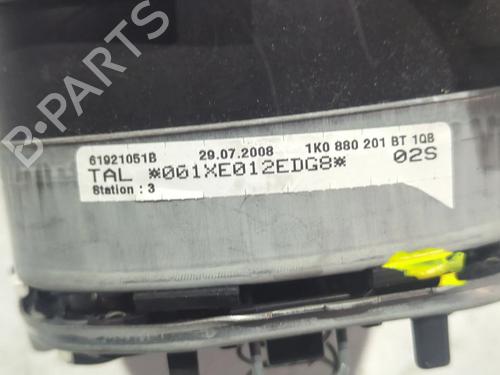 B-PARTS
61921051B 29.07.2008 1K0 880 201 BT 1QB
TAL *001XE012EDG8* 02S
Station : 3